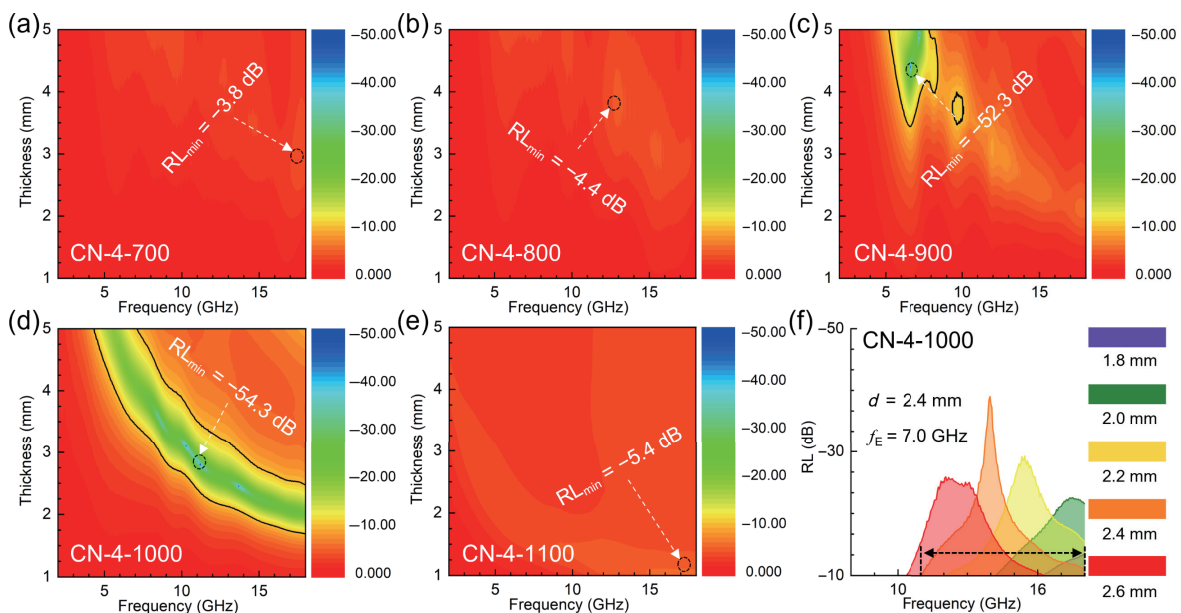 (a)
5
4
3
2
1
Thickness (mm)
5 10 15
Frequency (GHz)
RLmin = −3.8 dB
CN-4-700
−50.00
−40.00
−30.00
−20.00
−10.00
0.000
(b)
5
4
3
2
1
Thickness (mm)
5 10 15
Frequency (GHz)
RLmin = −4.4 dB
CN-4-800
−50.00
−40.00
−30.00
−20.00
−10.00
0.000
(c)
5
4
3
2
1
Thickness (mm)
5 10 15
Frequency (GHz)
RLmin = −52.3 dB
CN-4-900
−50.00
−40.00
−30.00
−20.00
−10.00
0.000
(d)
5
4
3
2
1
Thickness (mm)
5 10 15
Frequency (GHz)
RLmin = −54.3 dB
CN-4-1000
−50.00
−40.00
−30.00
−20.00
−10.00
0.000
(e)
5
4
3
2
1
Thickness (mm)
5 10 15
Frequency (GHz)
RLmin = −5.4 dB
CN-4-1100
−50.00
−40.00
−30.00
−20.00
−10.00
0.000
(f)
−50
−30
−10
RL (dB)
10 14 16
Frequency (GHz)
CN-4-1000
d = 2.4 mm
fE = 7.0 GHz
1.8 mm
2.0 mm
2.2 mm
2.4 mm
2.6 mm